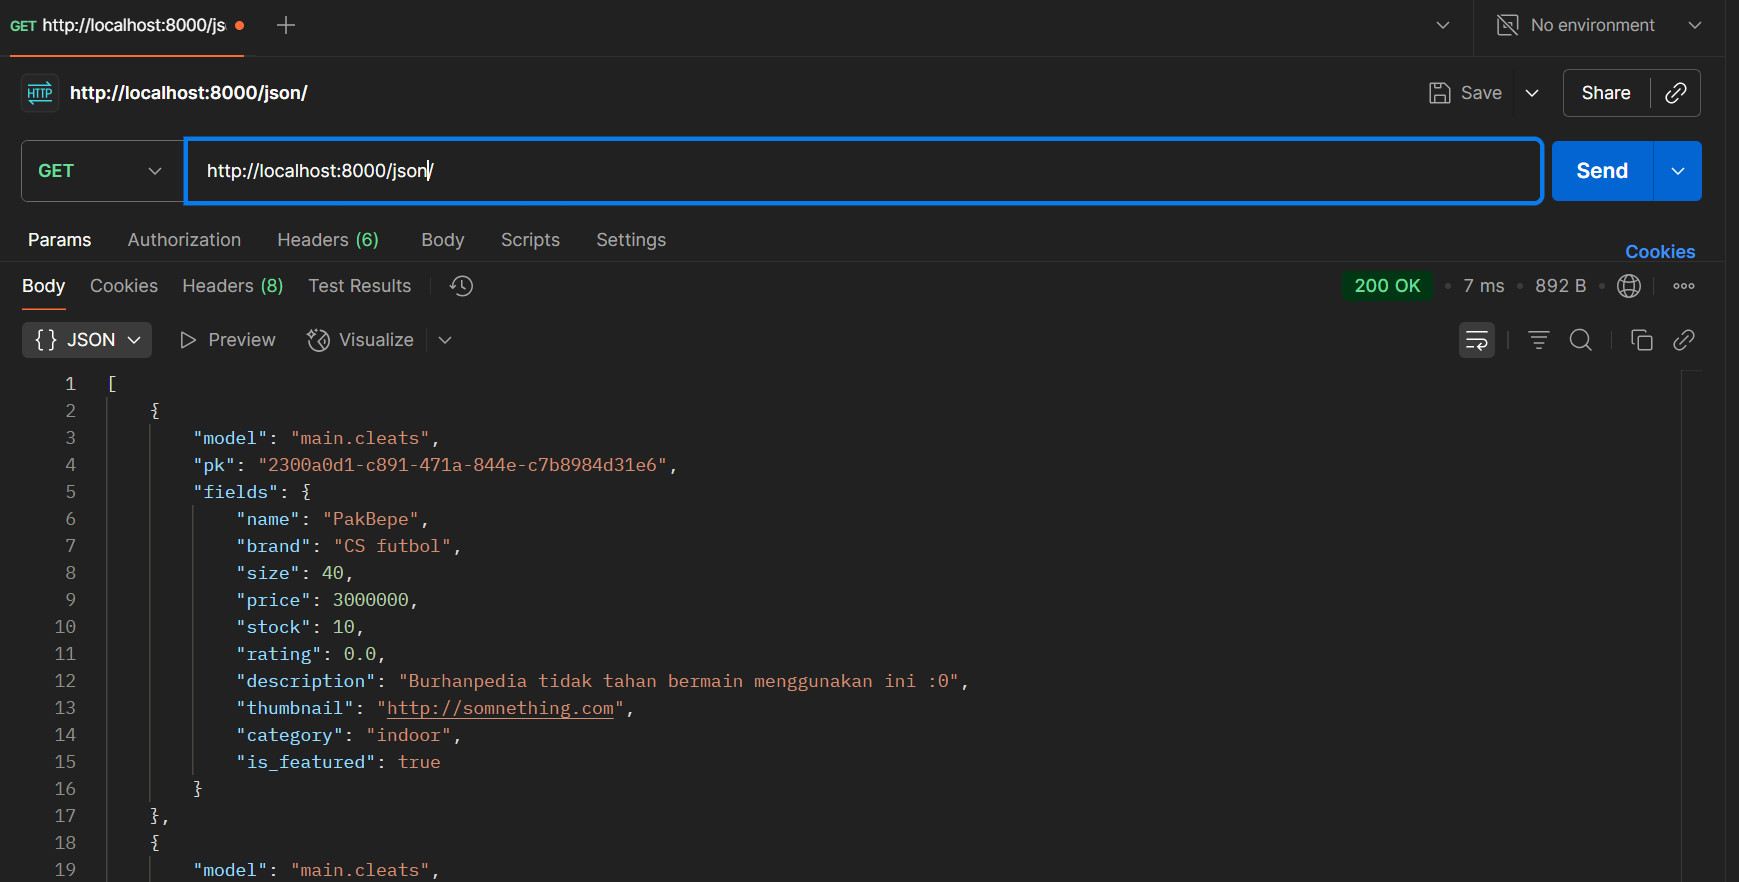 GET http://localhost:8000/js
No environment
HTTP http://localhost:8000/json/
Save
Share
GET
http://localhost:8000/json/
Send
Params Authorization Headers (6) Body Scripts Settings
Cookies
Body Cookies Headers (8) Test Results
200 OK • 7 ms • 892 B •
{} JSON Preview Visualize
1 [
2 {
3 "model": "main.cleats",
4 "pk": "2300a0d1-c891-471a-844e-c7b8984d31e6",
5 "fields": {
6 "name": "PakBepe",
7 "brand": "CS futbol",
8 "size": 40,
9 "price": 3000000,
10 "stock": 10,
11 "rating": 0.0,
12 "description": "Burhanpedia tidak tahan bermain menggunakan ini :0",
13 "thumbnail": "http://somnething.com",
14 "category": "indoor",
15 "is_featured": true
16 }
17 },
18 {
19 "model": "main.cleats",